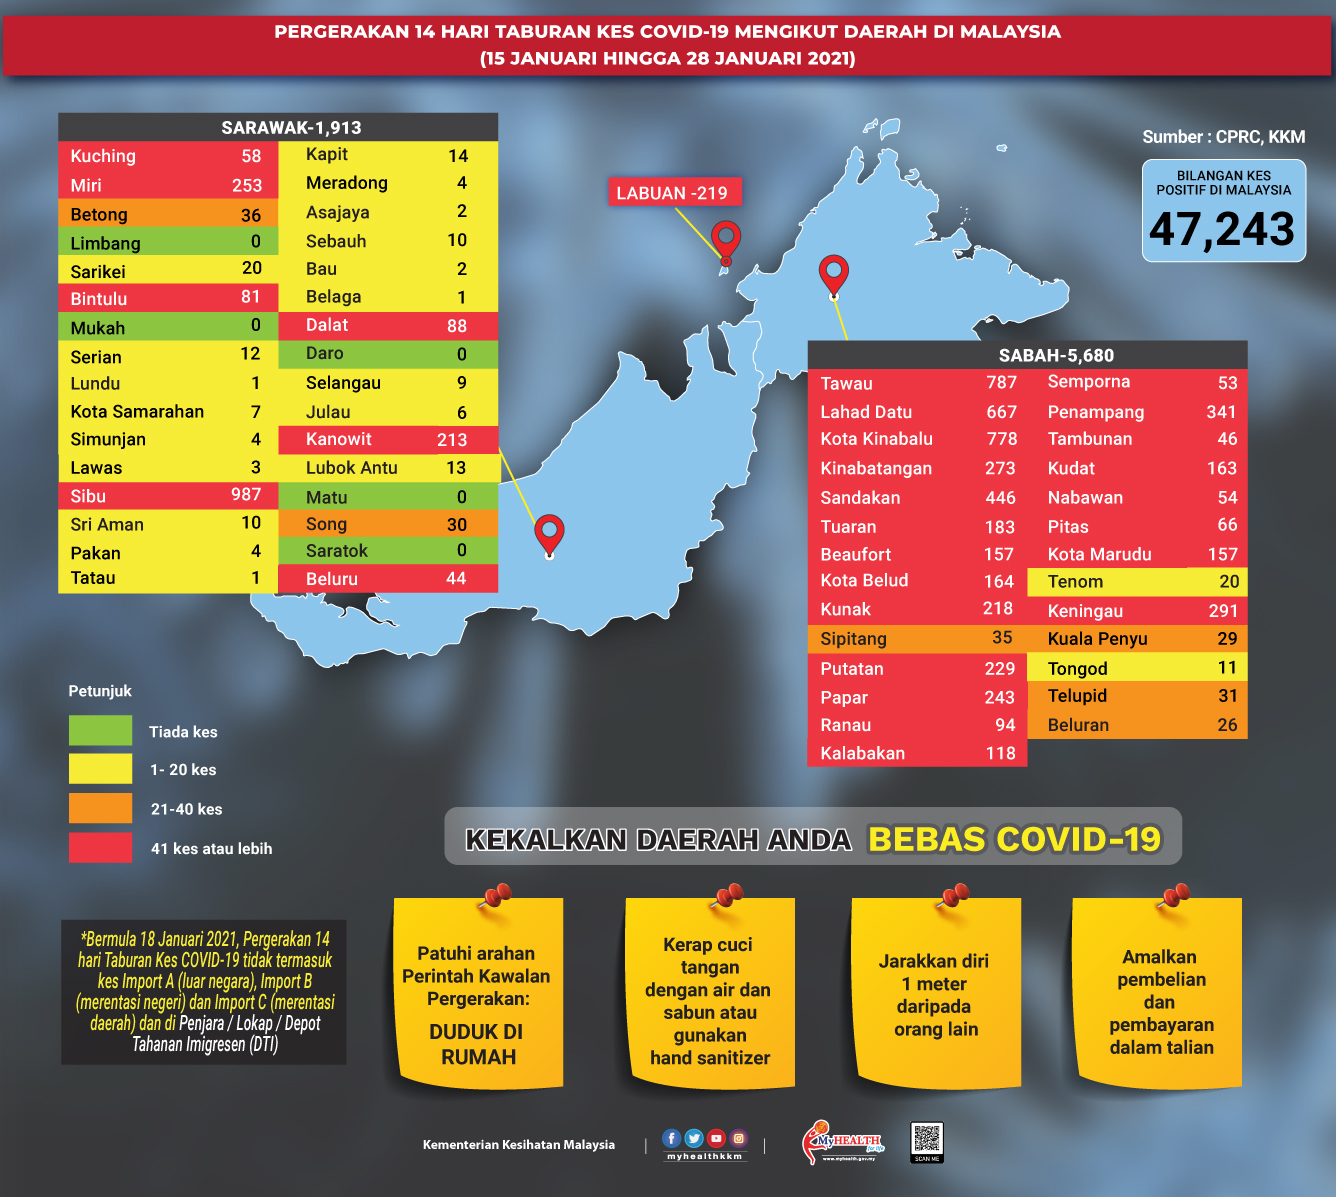 PERGERAKAN 14 HARI TABURAN KES COVID-19 MENGIKUT DAERAH DI MALAYSIA
(15 JANUARI HINGGA 28 JANUARI 2021)
SARAWAK-1,913
Kuching 58
Miri 253
Betong 36
Limbang 0
Sarikei 20
Bintulu 81
Mukah 0
Serian 12
Lundu 1
Kota Samarahan 7
Simunjan 4
Lawas 3
Sibu 987
Sri Aman 10
Pakan 4
Tatau 1
Kapit 14
Meradong 4
Asajaya 2
Sebauh 10
Bau 2
Belaga 1
Dalat 88
Daro 0
Selangau 9
Julau 6
Kanowit 213
Lubok Antu 13
Matu 0
Song 30
Saratok 0
Beluru 44
LABUAN -219
Sumber : CPRC, KKM
BILANGAN KES
POSITIF DI MALAYSIA
47,243
SABAH-5,680
Tawau 787
Lahad Datu 667
Kota Kinabalu 778
Kinabatangan 273
Sandakan 446
Tuaran 183
Beaufort 157
Kota Belud 164
Kunak 218
Sipitang 35
Putatan 229
Papar 243
Ranau 94
Kalabakan 118
Semporna 53
Penampang 341
Tambunan 46
Kudat 163
Nabawan 54
Pitas 66
Kota Marudu 157
Tenom 20
Keningau 291
Kuala Penyu 29
Tongod 11
Telupid 31
Beluran 26
Petunjuk
Tiada kes
1- 20 kes
21-40 kes
41 kes atau lebih
KEKALKAN DAERAH ANDA BEBAS COVID-19
*Bermula 18 Januari 2021, Pergerakan 14
hari Taburan Kes COVID-19 tidak termasuk
kes Import A (luar negara), Import B
(merentasi negeri) dan Import C (merentasi
daerah) dan di Penjara / Lokap / Depot
Tahanan Imigresen (DTI)
Patuhi arahan
Perintah Kawalan
Pergerakan:
DUDUK DI
RUMAH
Kerap cuci
tangan
dengan air dan
sabun atau
gunakan
hand sanitizer
Jarakkan diri
1 meter
daripada
orang lain
Amalkan
pembelian
dan
pembayaran
dalam talian
Kementerian Kesihatan Malaysia
myhealthkkm
MyHEALTH
for life
www.myhealth.gov.my
SCAN ME